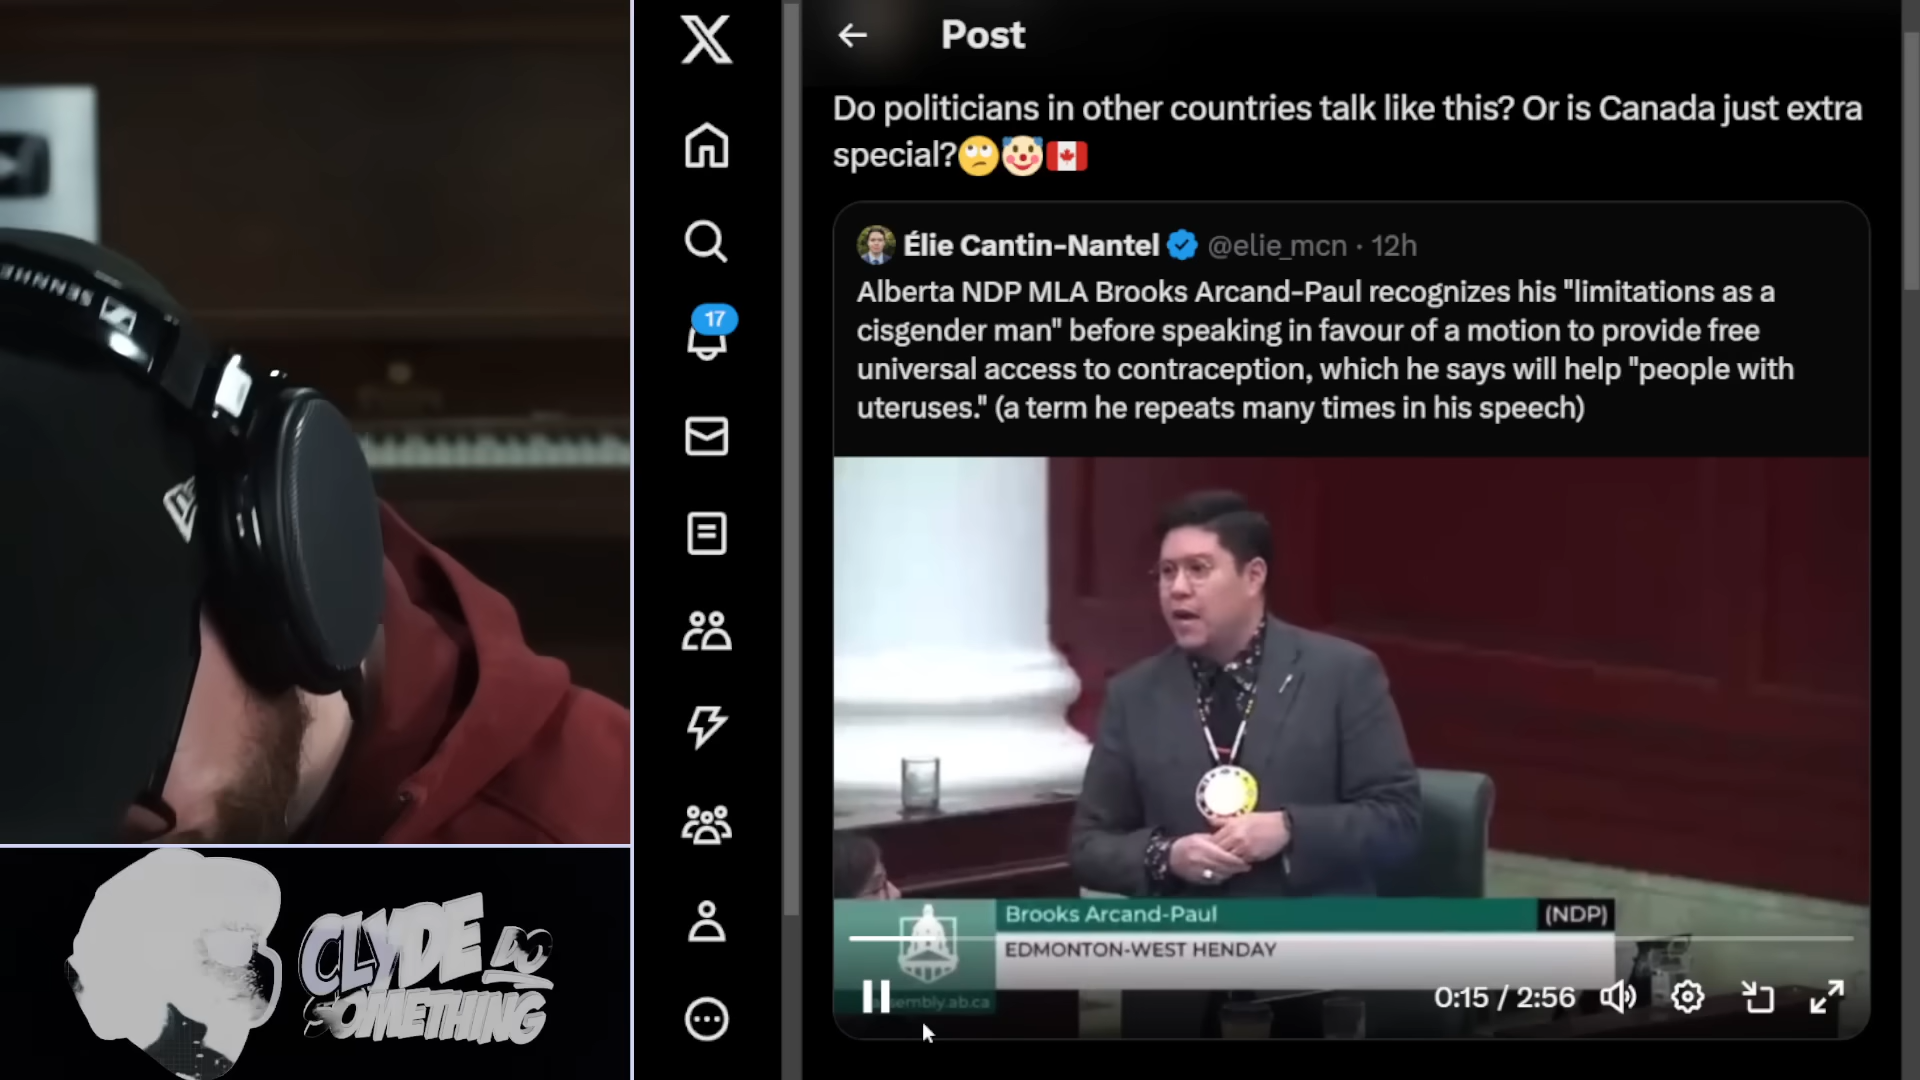 SENNHE
CLYDE DO
SOMETHING
17
Post
Do politicians in other countries talk like this? Or is Canada just extra
special?🙄🤡🇨🇦
Élie Cantin-Nantel @elie_mcn · 12h
Alberta NDP MLA Brooks Arcand-Paul recognizes his "limitations as a
cisgender man" before speaking in favour of a motion to provide free
universal access to contraception, which he says will help "people with
uteruses." (a term he repeats many times in his speech)
Brooks Arcand-Paul (NDP)
EDMONTON-WEST HENDAY
sembly.ab.ca
0:15 / 2:56